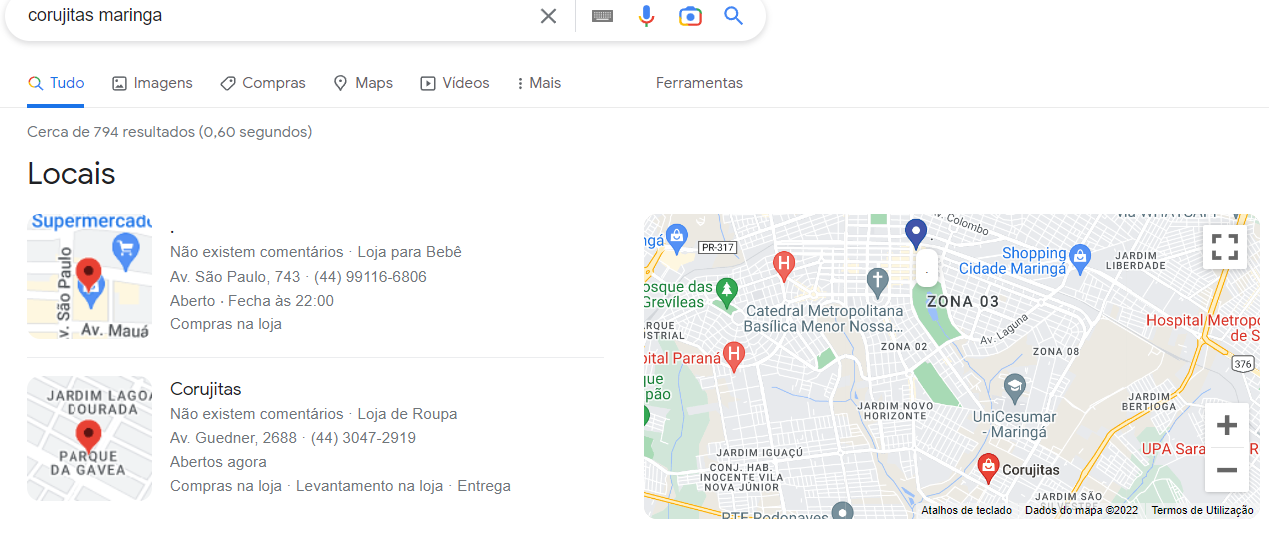 corujitas maringa
Tudo
Imagens
Compras
Maps
Vídeos
Mais
Ferramentas
Cerca de 794 resultados (0,60 segundos)
Locais
.
Não existem comentários · Loja para Bebê
Av. São Paulo, 743 · (44) 99116-6806
Aberto · Fecha às 22:00
Compras na loja
Supermercado
v. São Paulo
Av. Mauá
Corujitas
Não existem comentários · Loja de Roupa
Av. Guedner, 2688 · (44) 3047-2919
Abertos agora
Compras na loja · Levantamento na loja · Entrega
JARDIM LAGOA
DOURADA
PARQUE
DA GAVEA
Av. Colombo
PR-317
Shopping
Cidade Maringá
JARDIM
LIBERDADE
osque das
Grevíleas
Catedral Metropolitana
Basílica Menor Nossa...
ZONA 03
ARQUE
STRIAL
ZONA 02
Av. Laguna
ZONA 08
Hospital Metropo
de S
pital Paraná
376
que
pão
JARDIM NOVO
HORIZONTE
UniCesumar
- Maringá
JARDIM
BERTIOGA
JARDIM IGUAÇÚ
CONJ. HAB.
INOCENTE VILA
NOVA JÚNIOR
Corujitas
UPA Sara
JARDIM SÃO
SILVESTRE
PTE Rodonaves
Atalhos de teclado
Dados do mapa ©2022
Termos de Utilização